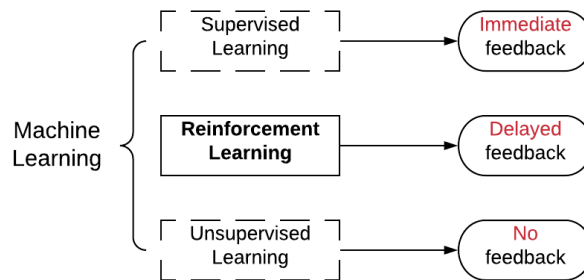 Supervised
Learning
Immediate
feedback
Machine
Learning
Reinforcement
Learning
Delayed
feedback
Unsupervised
Learning
No
feedback